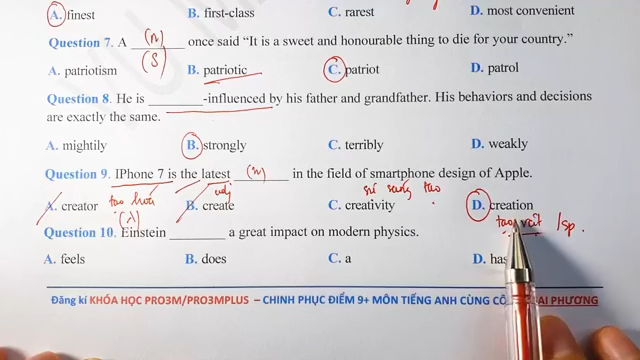 A. finest B. first-class C. rarest D. most convenient
Question 7. A ________ once said “It is a sweet and honourable thing to die for your country.”
(n)
(S)
A. patriotism B. patriotic C. patriot D. patrol
Question 8. He is ________-influenced by his father and grandfather. His behaviors and decisions
are exactly the same.
A. mightily B. strongly C. terribly D. weakly
Question 9. IPhone 7 is the latest ________ in the field of smartphone design of Apple.
(n)
adj
sự sáng tạo
A. creator B. create C. creativity D. creation
tạo hoá
/sp.
Question 10. Einstein ________ a great impact on modern physics.
A. feels B. does C. a D. has
Đăng kí KHÓA HỌC PRO3M/PRO3MPLUS – CHINH PHỤC ĐIỂM 9+ MÔN TIẾNG ANH CÙNG CÔ PHƯƠNG